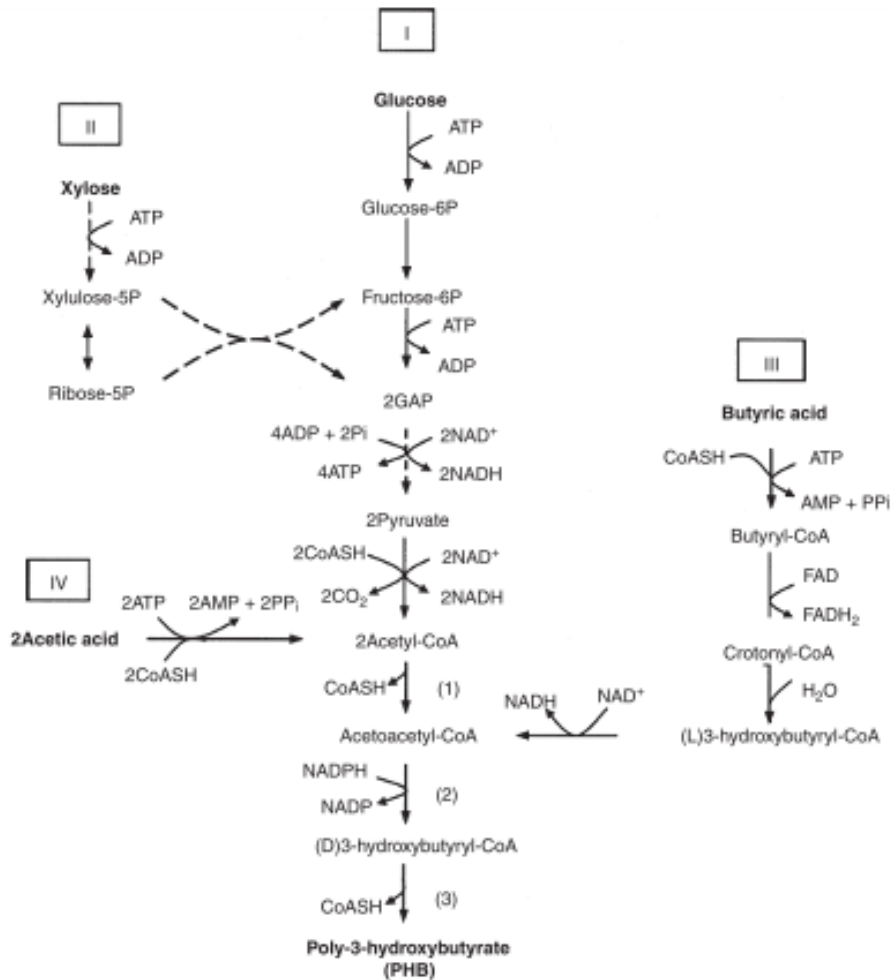 I
Glucose
ATP
ADP
Glucose-6P
II
Xylose
ATP
ADP
Xylulose-5P
Ribose-5P
Fructose-6P
ATP
ADP
2GAP
4ADP + 2Pi
2NAD⁺
4ATP
2NADH
2Pyruvate
2CoASH
2NAD⁺
2CO₂
2NADH
2Acetyl-CoA
III
Butyric acid
CoASH
ATP
AMP + PPi
Butyryl-CoA
FAD
FADH₂
Crotonyl-CoA
H₂O
(L)3-hydroxybutyryl-CoA
IV
2ATP
2AMP + 2PPᵢ
2Acetic acid
2CoASH
CoASH
(1)
NADH
NAD⁺
Acetoacetyl-CoA
NADPH
NADP
(2)
(D)3-hydroxybutyryl-CoA
CoASH
(3)
Poly-3-hydroxybutyrate
(PHB)